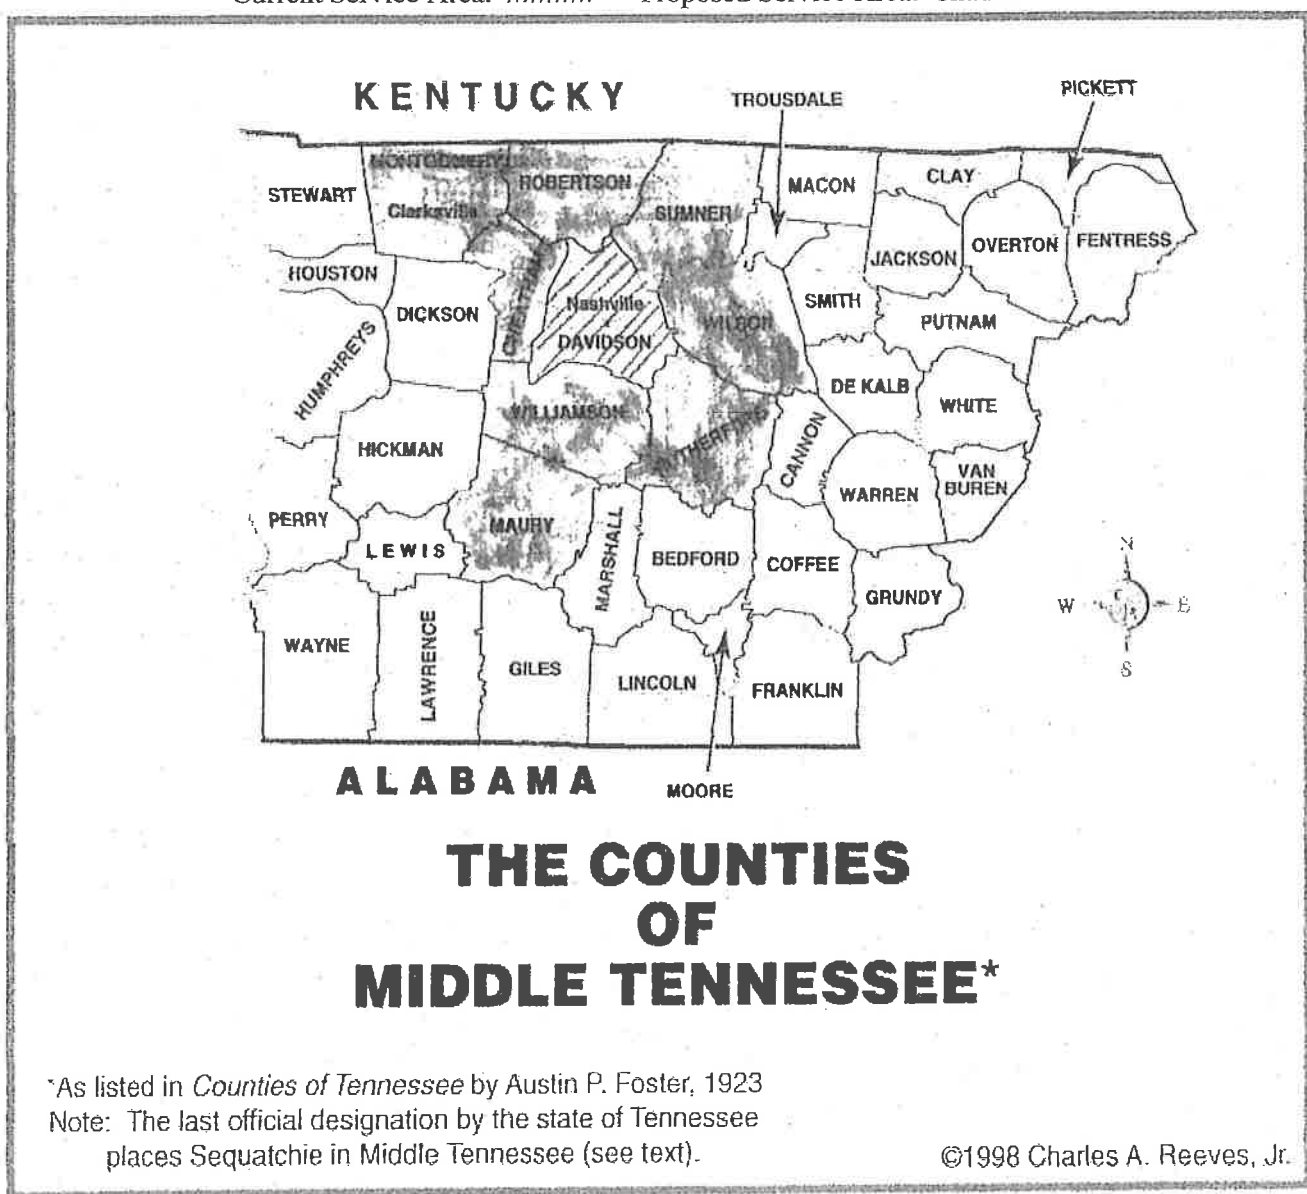 Current Service Area:
KENTUCKY
TROUSDALE
PICKETT
MONTGOMERY
ROBERTSON
STEWART
Clarksville
SUMNER
MACON
CLAY
HOUSTON
CHEATHAM
Nashville
DAVIDSON
WILSON
SMITH
JACKSON
OVERTON
FENTRESS
DICKSON
PUTNAM
HUMPHREYS
DE KALB
WHITE
WILLIAMSON
RUTHERFORD
CANNON
HICKMAN
WARREN
VAN
BUREN
PERRY
LEWIS
MAURY
MARSHALL
BEDFORD
COFFEE
GRUNDY
N
W
E
S
WAYNE
LAWRENCE
GILES
LINCOLN
FRANKLIN
ALABAMA
MOORE
THE COUNTIES
OF
MIDDLE TENNESSEE*
*As listed in Counties of Tennessee by Austin P. Foster, 1923
Note: The last official designation by the state of Tennessee
places Sequatchie in Middle Tennessee (see text).
©1998 Charles A. Reeves, Jr.